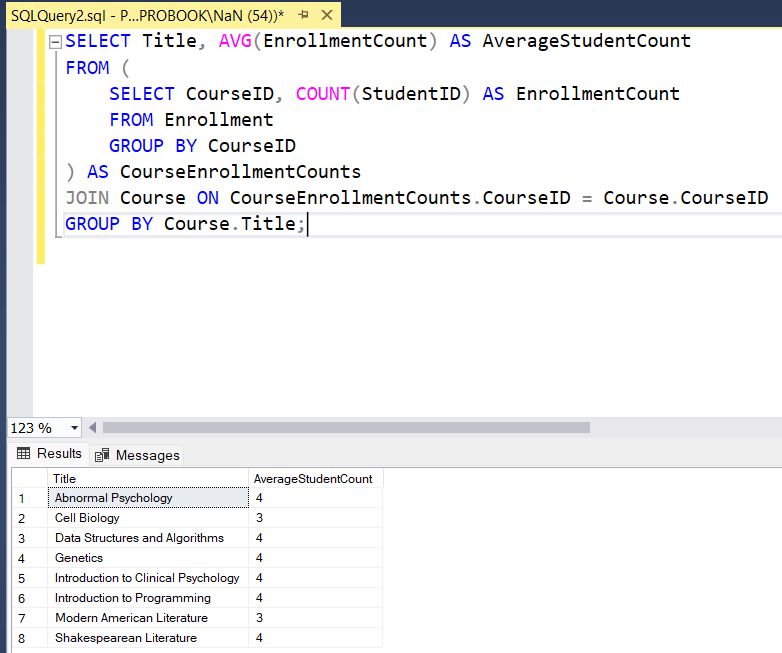 SQLQuery2.sql - P...PROBOOK\NaN (54))*
SELECT Title, AVG(EnrollmentCount) AS AverageStudentCount
FROM (
SELECT CourseID, COUNT(StudentID) AS EnrollmentCount
FROM Enrollment
GROUP BY CourseID
) AS CourseEnrollmentCounts
JOIN Course ON CourseEnrollmentCounts.CourseID = Course.CourseID
GROUP BY Course.Title;
123 %
Results Messages
Title AverageStudentCount
1 Abnormal Psychology 4
2 Cell Biology 3
3 Data Structures and Algorithms 4
4 Genetics 4
5 Introduction to Clinical Psychology 4
6 Introduction to Programming 4
7 Modern American Literature 3
8 Shakespearean Literature 4